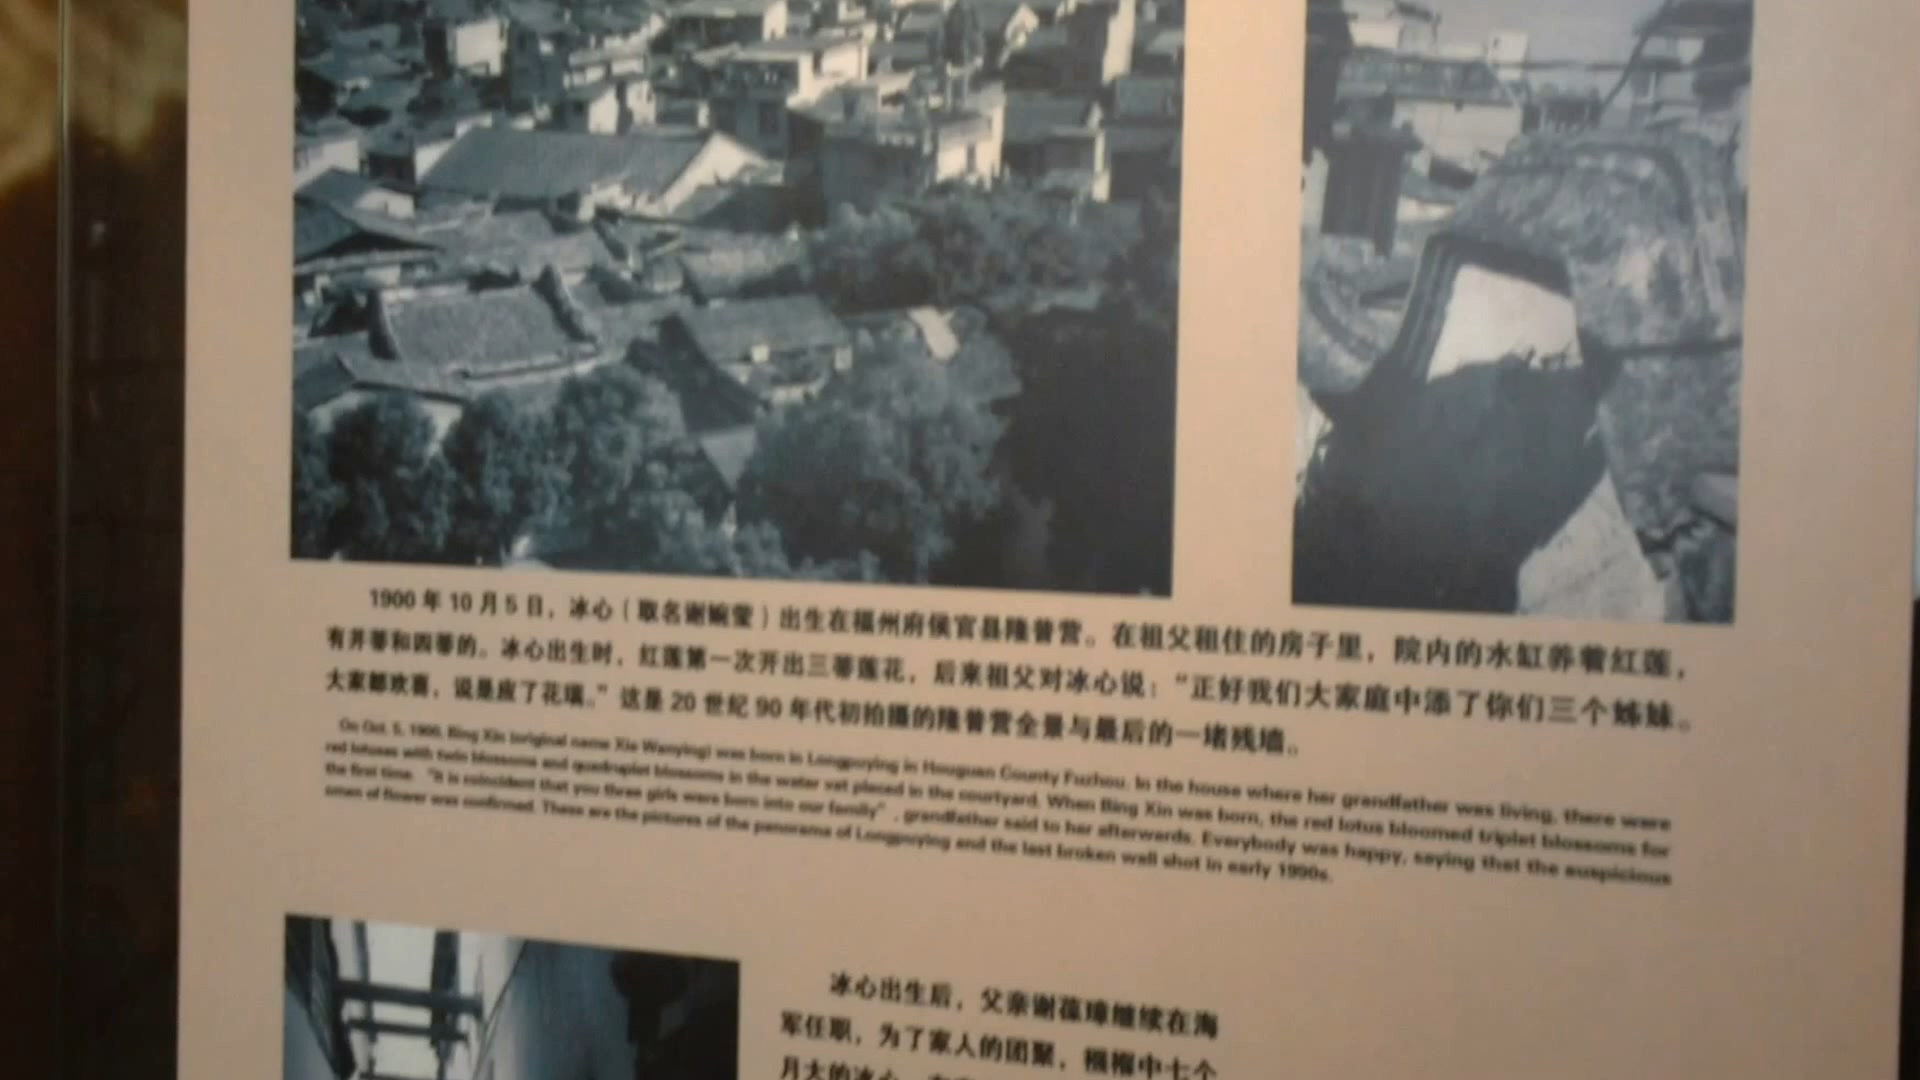 1900年10月5日，冰心（取名谢婉莹）出生在福州府侯官县隆普营。在祖父租住的房子里，院内的水缸养着红莲，
有并蒂和四蒂的。冰心出生时，红莲第一次开出三蒂莲花，后来祖父对冰心说：“正好我们大家庭中添了你们三个姊妹。
大家都欢喜，说是应了花瑞。”这是20世纪90年代初拍摄的隆普营全景与最后的一堵残墙。
On Oct. 5, 1900, Bing Xin (original name Xie Wanying) was born in Longpuying in Houguan County Fuzhou. In the house where her grandfather was living, there were
red lotuses with twin blossoms and quadruplet blossoms in the water vat placed in the courtyard. When Bing Xin was born, the red lotus bloomed triplet blossoms for
the first time. "It is coincident that you three girls were born into our family", grandfather said to her afterwards. Everybody was happy, saying that the auspicious
omen of flower was confirmed. These are the pictures of the panorama of Longpuying and the last broken wall shot in early 1990s.
冰心出生后，父亲谢葆璋继续在海
军任职，为了家人的团聚，襁褓中七个
月大的冰心